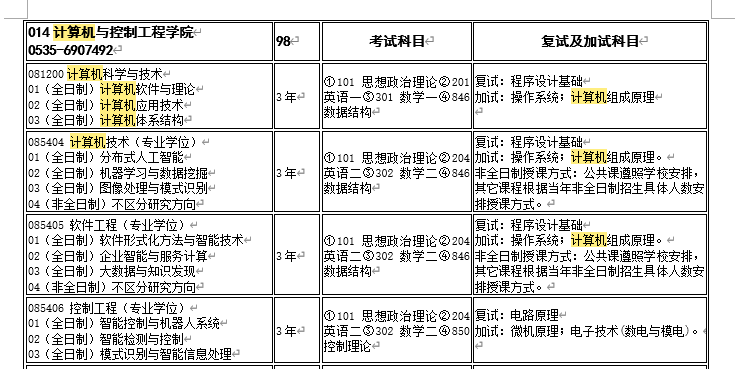 014 计算机与控制工程学院
0535-6907492
98
考试科目
复试及加试科目
081200 计算机科学与技术
01（全日制）计算机软件与理论
02（全日制）计算机应用技术
03（全日制）计算机体系结构
3 年
①101 思想政治理论②201
英语一③301 数学一④846
数据结构
复试：程序设计基础
加试：操作系统；计算机组成原理
085404 计算机技术（专业学位）
01（全日制）分布式人工智能
02（全日制）机器学习与数据挖掘
03（全日制）图像处理与模式识别
04（非全日制）不区分研究方向
3 年
①101 思想政治理论②204
英语二③302 数学二④846
数据结构
复试：程序设计基础
加试：操作系统；计算机组成原理。
非全日制授课方式：公共课遵照学校安排，
其它课程根据当年非全日制招生具体人数安
排授课方式。
085405 软件工程（专业学位）
01（全日制）软件形式化方法与智能技术
02（全日制）企业智能与服务计算
03（全日制）大数据与知识发现
04（非全日制）不区分研究方向
3 年
①101 思想政治理论②204
英语二③302 数学二④846
数据结构
复试：程序设计基础
加试：操作系统；计算机组成原理。
非全日制授课方式：公共课遵照学校安排，
其它课程根据当年非全日制招生具体人数安
排授课方式。
085406 控制工程（专业学位）
01（全日制）智能控制与机器人系统
02（全日制）智能检测与控制
03（全日制）模式识别与智能信息处理
3 年
①101 思想政治理论②204
英语二③302 数学二④850
控制理论
复试：电路原理
加试：微机原理；电子技术(数电与模电)。